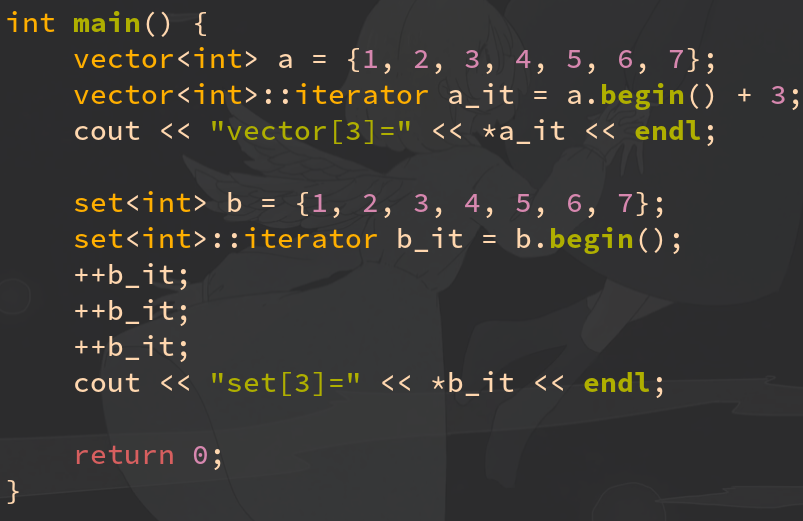 int main() {
    vector<int> a = {1, 2, 3, 4, 5, 6, 7};
    vector<int>::iterator a_it = a.begin() + 3;
    cout << "vector[3]=" << *a_it << endl;

    set<int> b = {1, 2, 3, 4, 5, 6, 7};
    set<int>::iterator b_it = b.begin();
    ++b_it;
    ++b_it;
    ++b_it;
    cout << "set[3]=" << *b_it << endl;

    return 0;
}